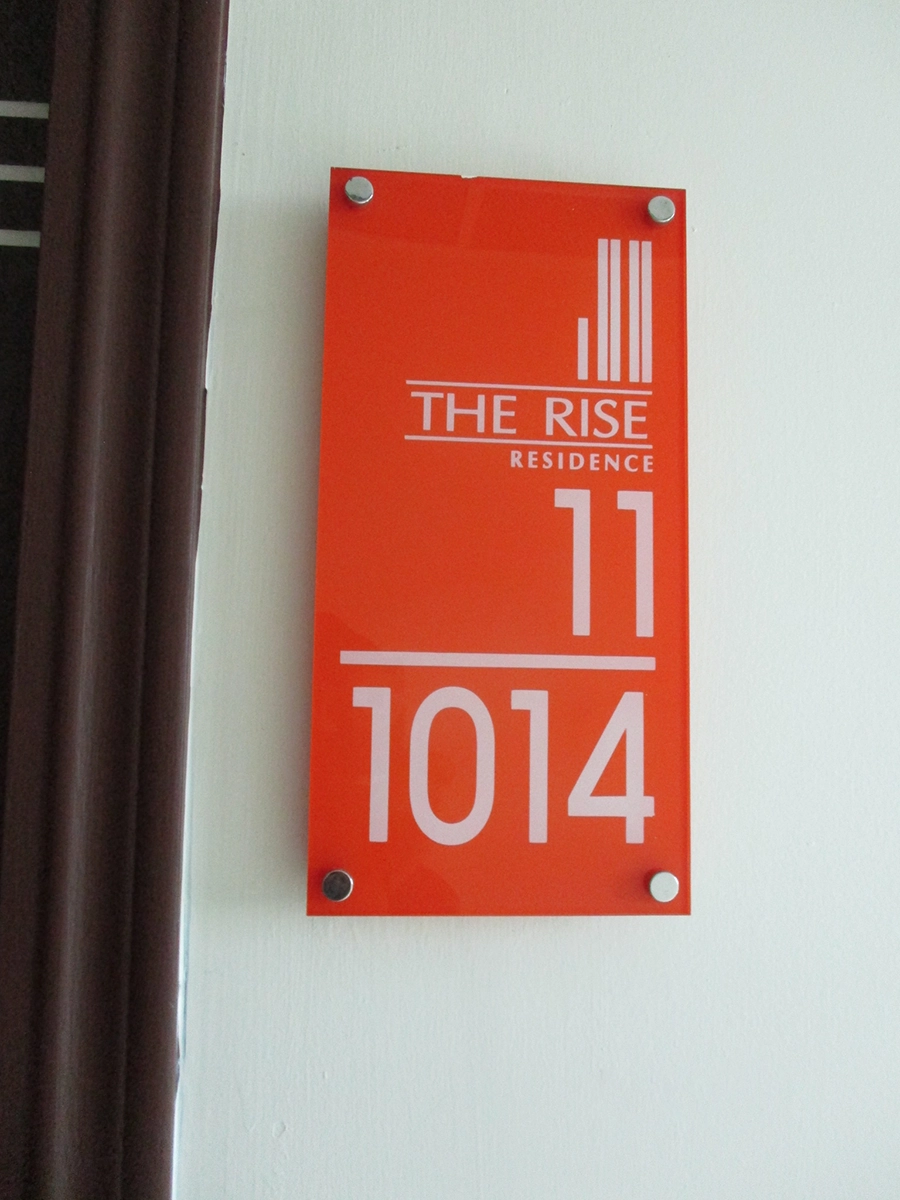 THE RISE
RESIDENCE
11
1014